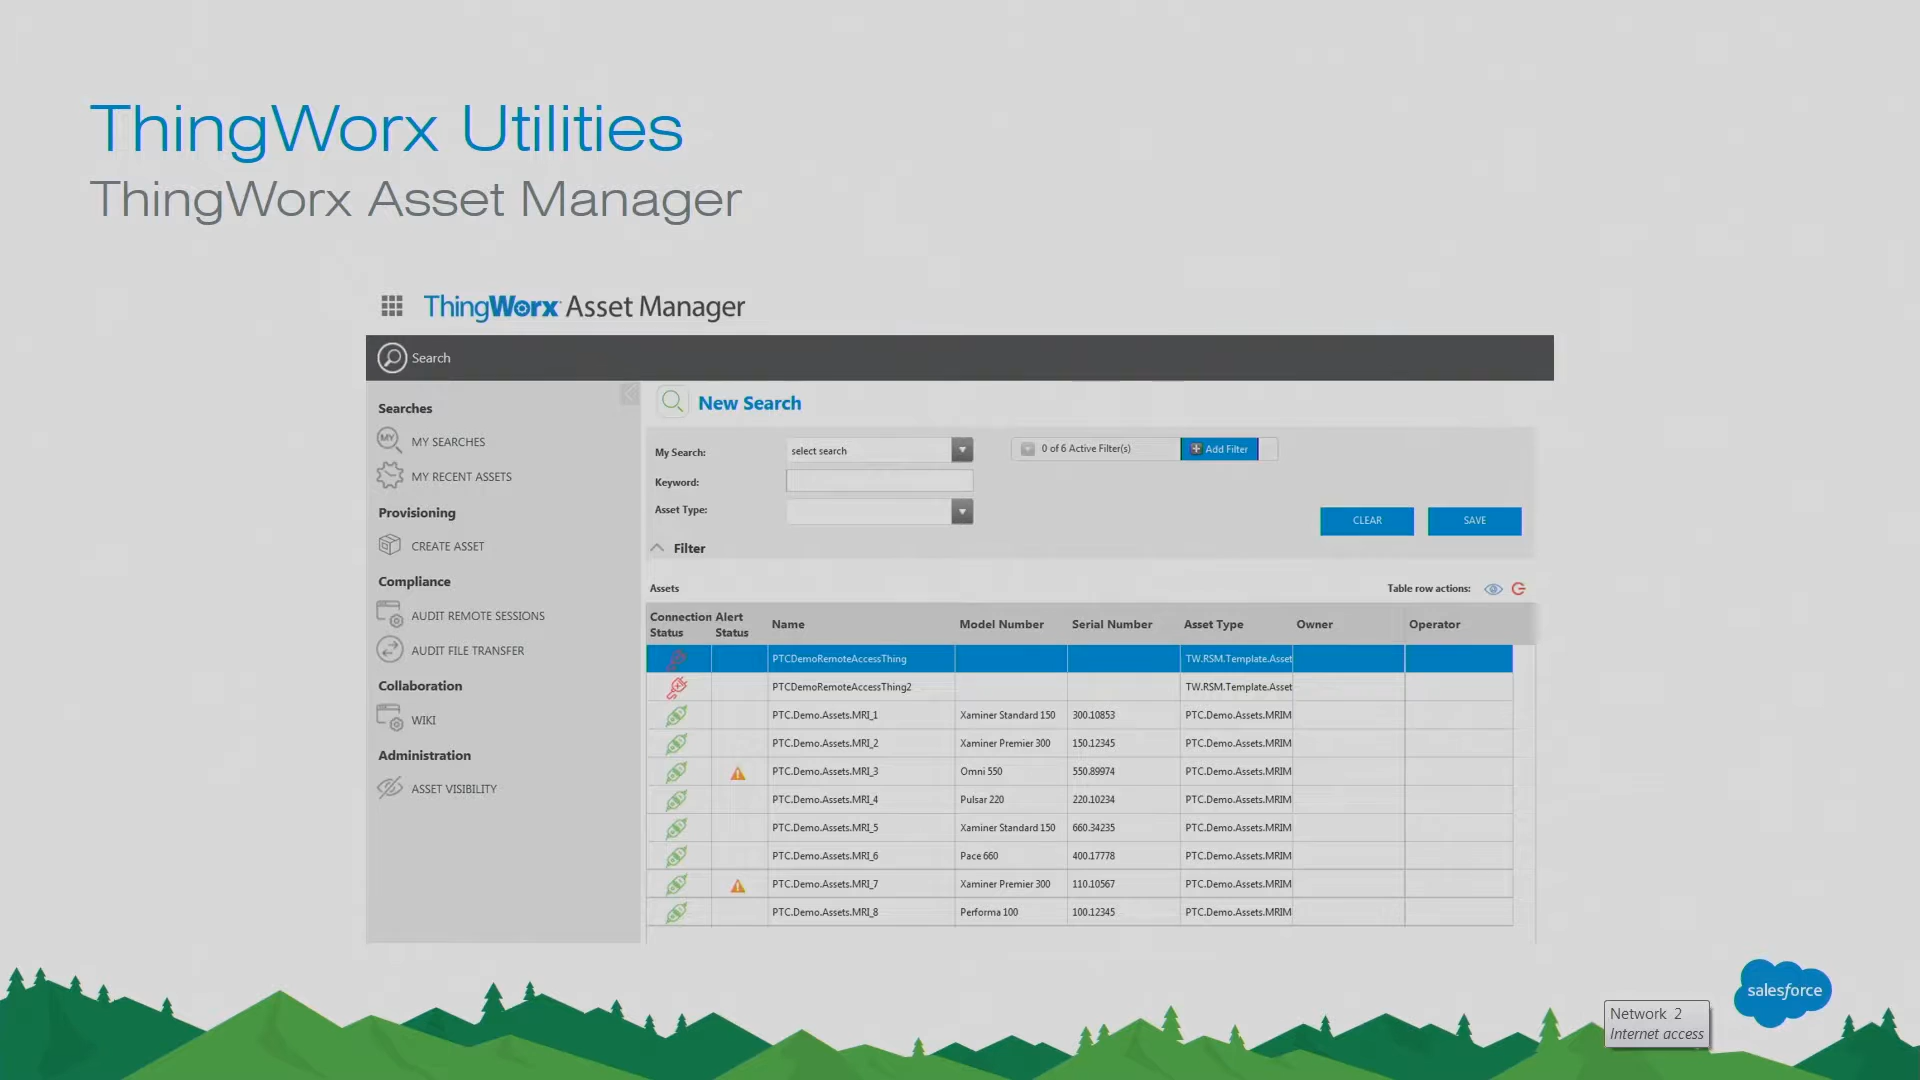 ThingWorx Utilities
ThingWorx Asset Manager
ThingWorx Asset Manager
Search
Searches
MY SEARCHES
MY RECENT ASSETS
Provisioning
CREATE ASSET
Compliance
AUDIT REMOTE SESSIONS
AUDIT FILE TRANSFER
Collaboration
WIKI
Administration
ASSET VISIBILITY
New Search
My Search: select search 0 of 6 Active Filter(s) Add Filter
Keyword:
Asset Type:
CLEAR SAVE
Filter
Assets Table row actions:
Connection Status Alert Status Name Model Number Serial Number Asset Type Owner Operator
PTCDemoRemoteAccessThing TW.RSM.Template.Asset
PTCDemoRemoteAccessThing2 TW.RSM.Template.Asset
PTC.Demo.Assets.MRI_1 Xaminer Standard 150 300.10853 PTC.Demo.Assets.MRIM
PTC.Demo.Assets.MRI_2 Xaminer Premier 300 150.12345 PTC.Demo.Assets.MRIM
PTC.Demo.Assets.MRI_3 Omni 550 550.89974 PTC.Demo.Assets.MRIM
PTC.Demo.Assets.MRI_4 Pulsar 220 220.10234 PTC.Demo.Assets.MRIM
PTC.Demo.Assets.MRI_5 Xaminer Standard 150 660.34235 PTC.Demo.Assets.MRIM
PTC.Demo.Assets.MRI_6 Pace 660 400.17778 PTC.Demo.Assets.MRIM
PTC.Demo.Assets.MRI_7 Xaminer Premier 300 110.10567 PTC.Demo.Assets.MRIM
PTC.Demo.Assets.MRI_8 Performa 100 100.12345 PTC.Demo.Assets.MRIM
salesforce
Network 2
Internet access